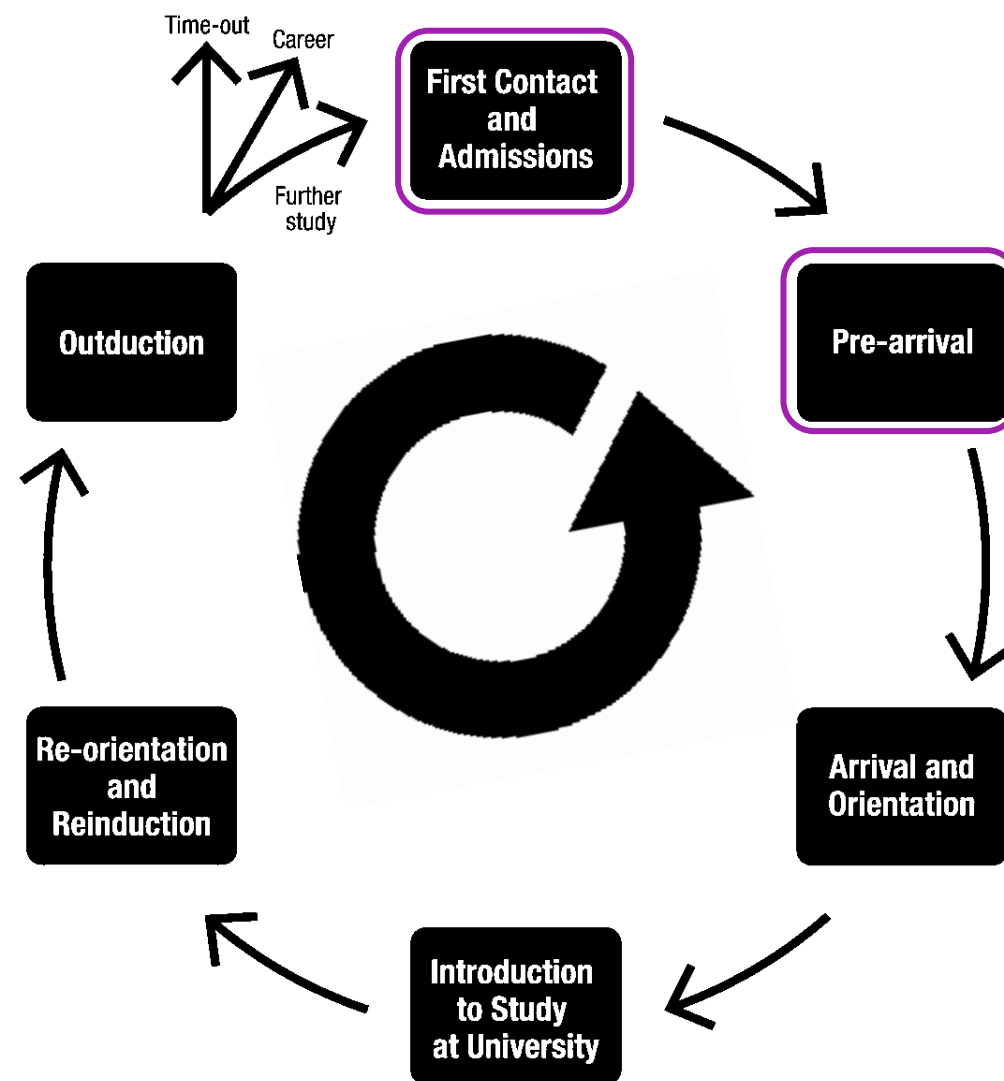 Time-out
Career
Further
study
First Contact
and
Admissions
Pre-arrival
Arrival and
Orientation
Introduction
to Study
at University
Re-orientation
and
Reinduction
Outduction